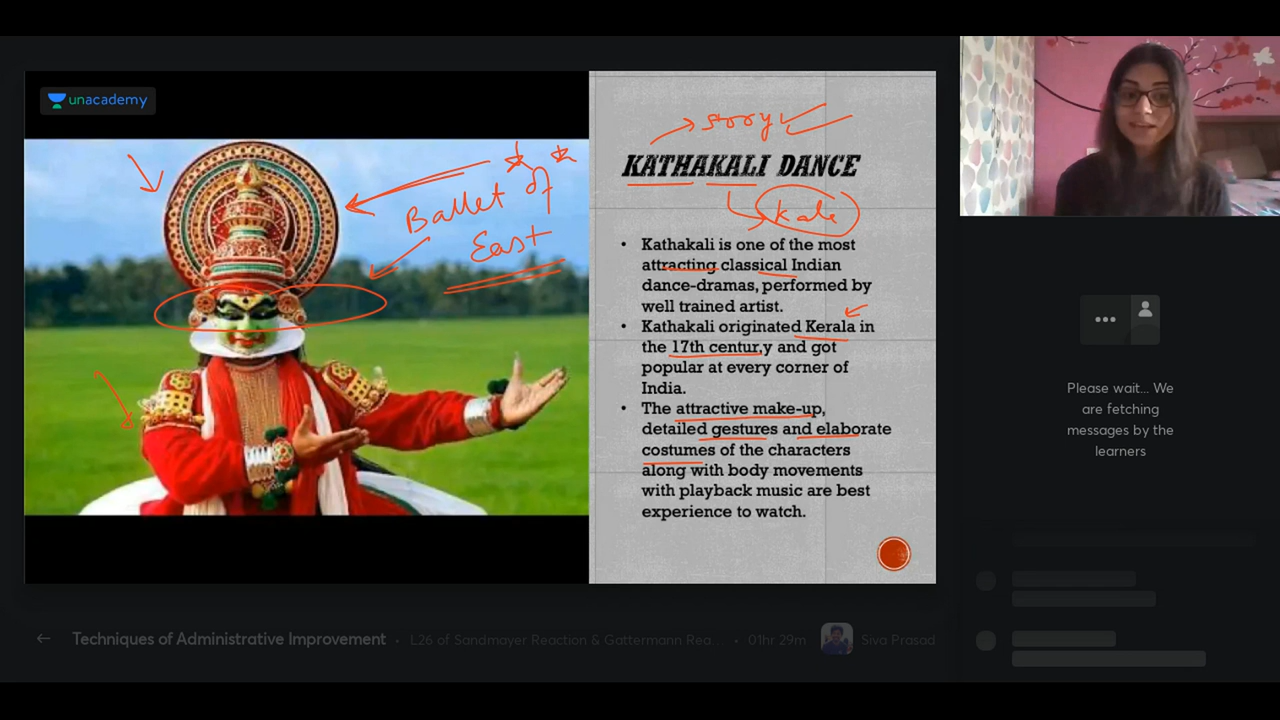 unacademy
Ballet of
East
story
KATHAKALI DANCE
Kala
• Kathakali is one of the most
attracting classical Indian
dance-dramas, performed by
well trained artist.
• Kathakali originated Kerala in
the 17th centur,y and got
popular at every corner of
India.
• The attractive make-up,
detailed gestures and elaborate
costumes of the characters
along with body movements
with playback music are best
experience to watch.
Please wait... We
are fetching
messages by the
learners
Techniques of Administrative Improvement • L26 of Sandmayer Reaction & Gattermann Rea... • 01hr 29m Siva Prasad